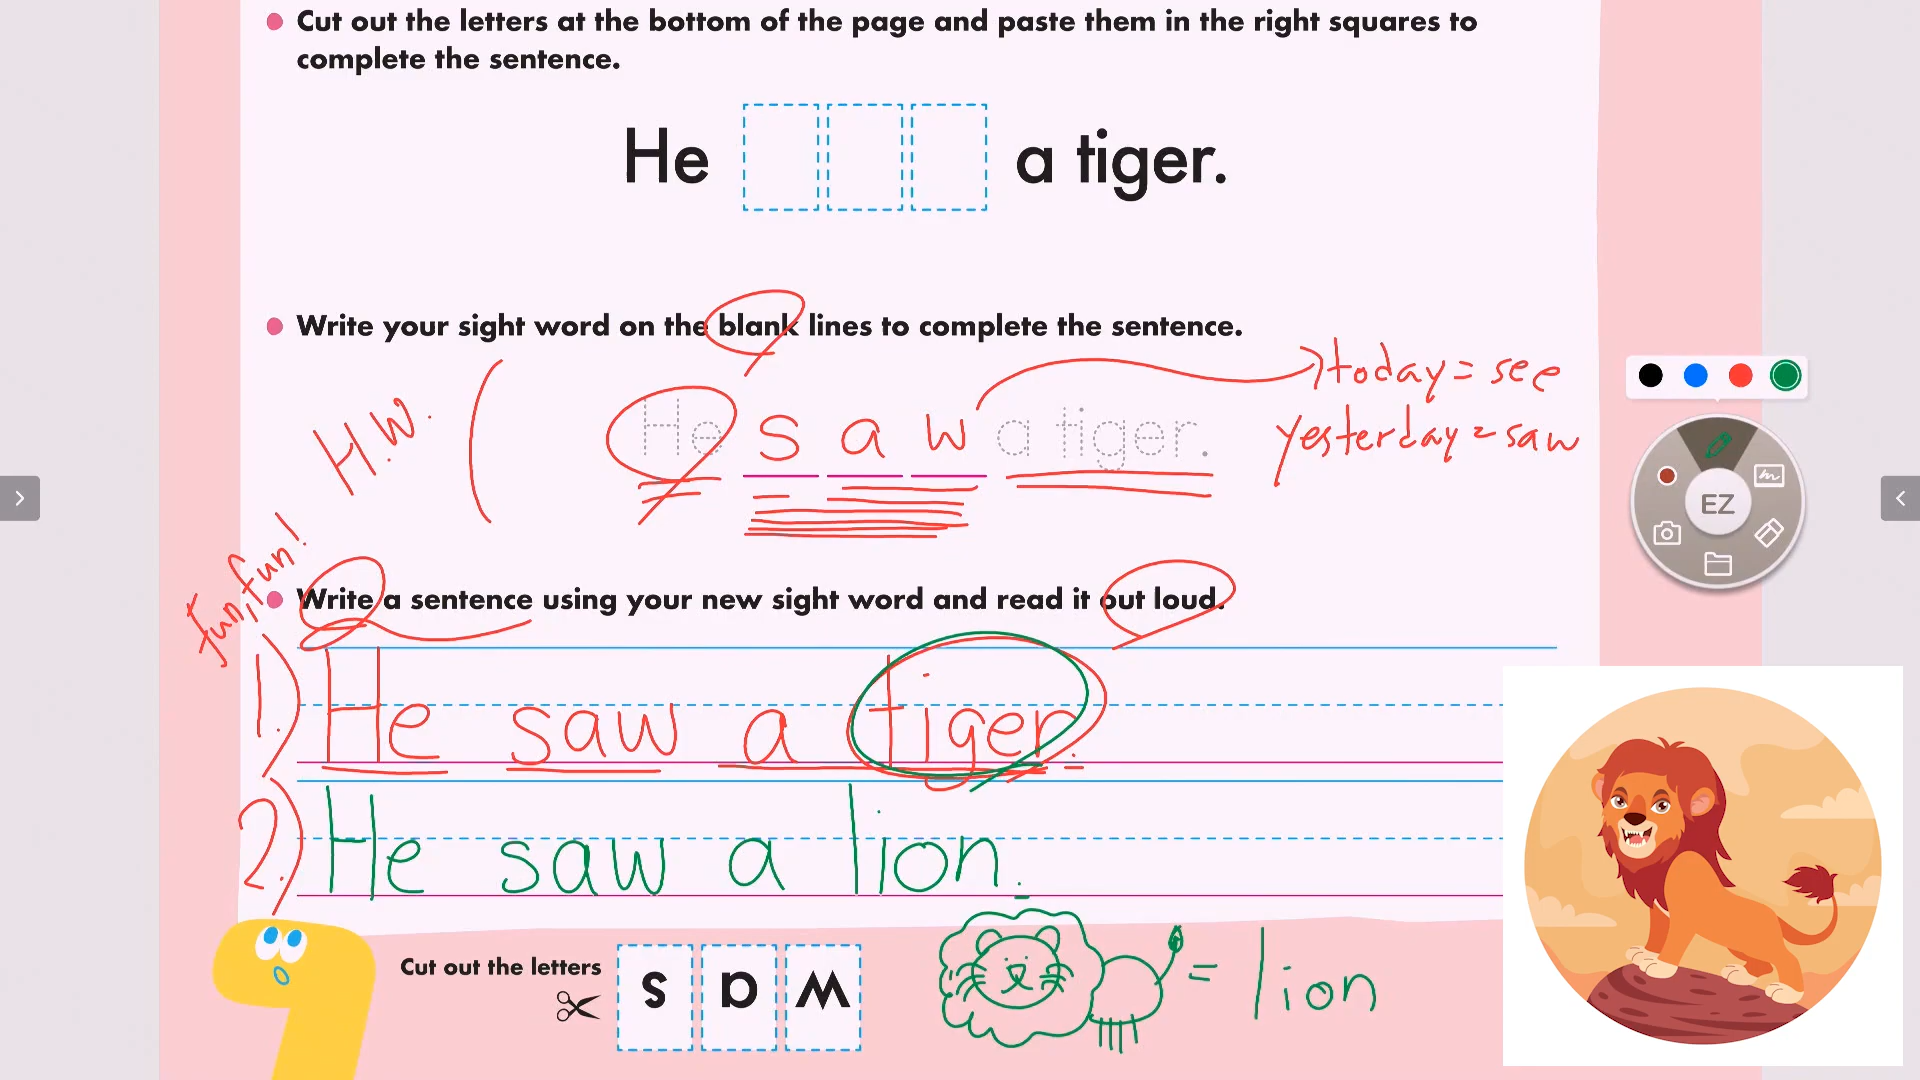 Cut out the letters at the bottom of the page and paste them in the right squares to
complete the sentence.
He a tiger.
Write your sight word on the blank lines to complete the sentence.
today = see
yesterday = saw
H.W.
He saw a tiger.
fun, fun!
Write a sentence using your new sight word and read it out loud.
1.) He saw a tiger.
2.) He saw a lion.
Cut out the letters
s a w
= lion
EZ